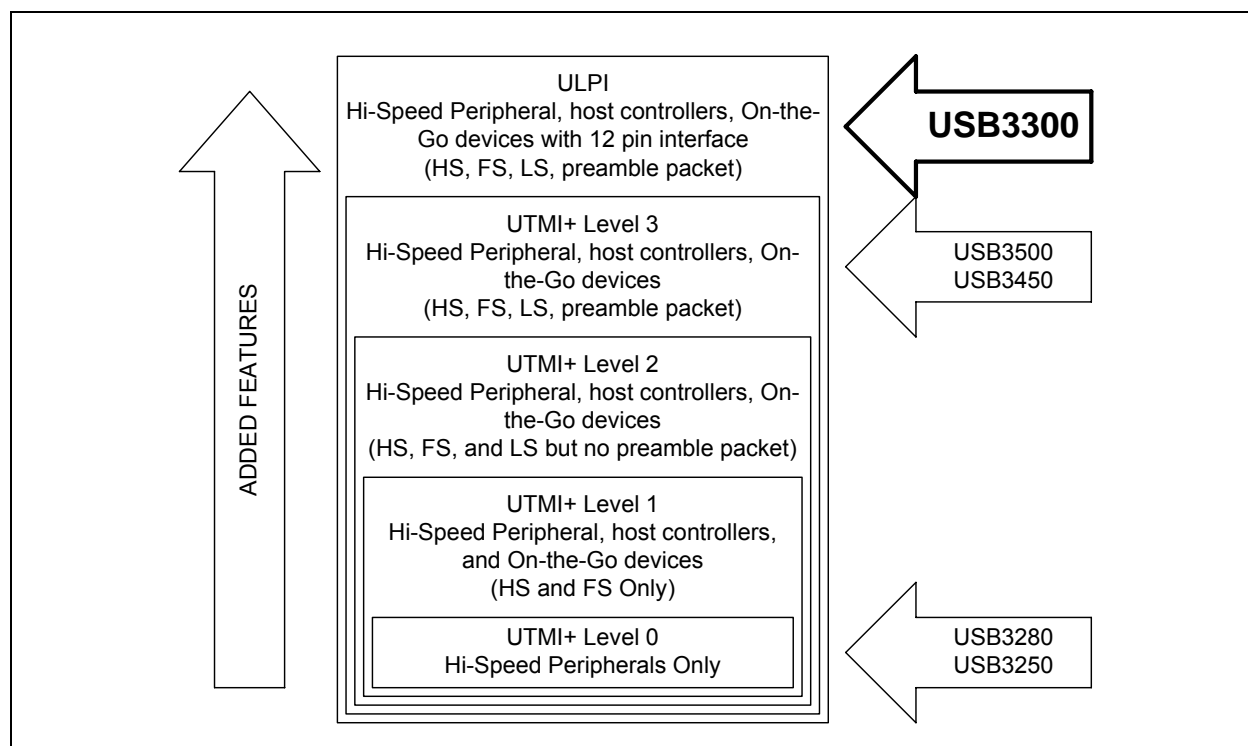 ULPI
Hi-Speed Peripheral, host controllers, On-the-
Go devices with 12 pin interface
(HS, FS, LS, preamble packet)
USB3300
UTMI+ Level 3
Hi-Speed Peripheral, host controllers, On-
the-Go devices
(HS, FS, LS, preamble packet)
USB3500
USB3450
ADDED FEATURES
UTMI+ Level 2
Hi-Speed Peripheral, host controllers, On-
the-Go devices
(HS, FS, and LS but no preamble packet)
UTMI+ Level 1
Hi-Speed Peripheral, host controllers,
and On-the-Go devices
(HS and FS Only)
UTMI+ Level 0
Hi-Speed Peripherals Only
USB3280
USB3250